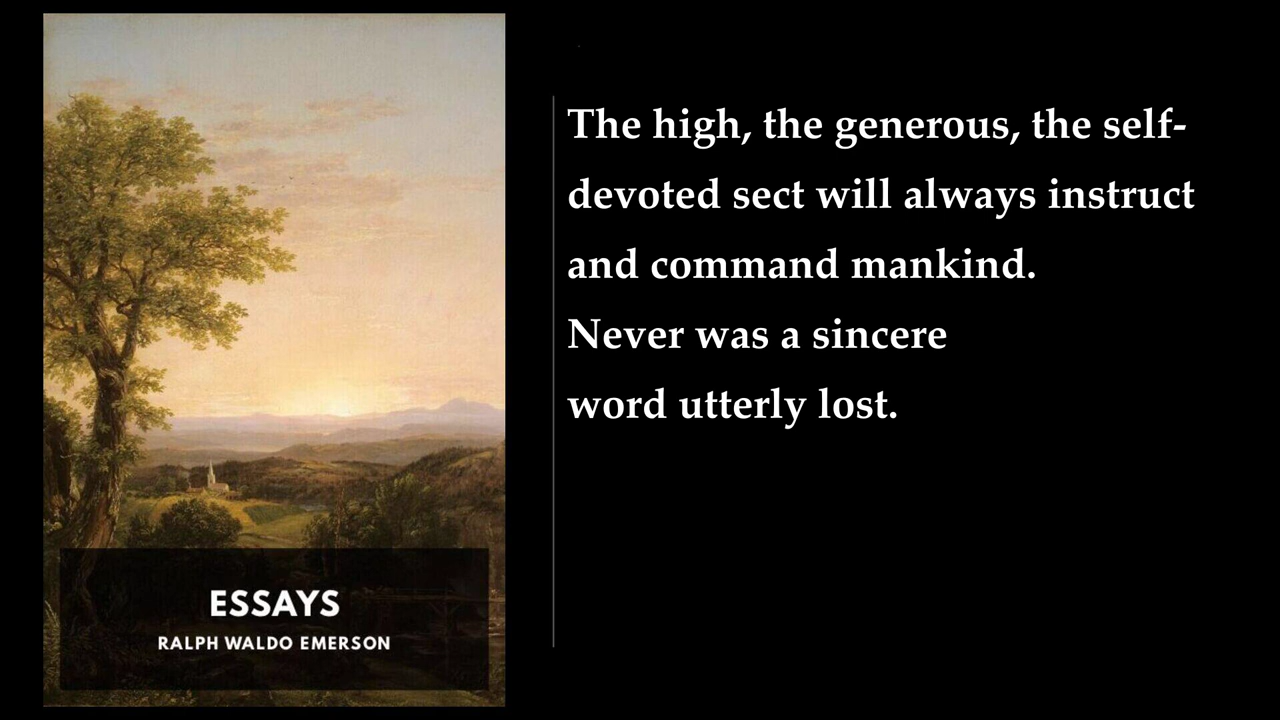 ESSAYS
RALPH WALDO EMERSON
The high, the generous, the self-
devoted sect will always instruct
and command mankind.
Never was a sincere
word utterly lost.